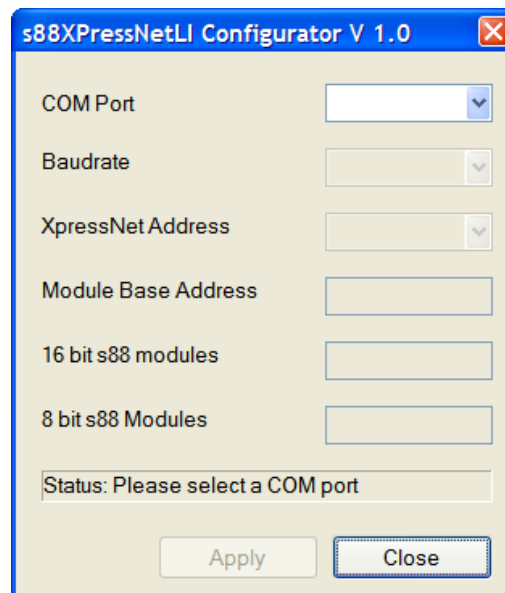 s88XPressNetLI Configurator V 1.0
COM Port
Baudrate
XpressNet Address
Module Base Address
16 bit s88 modules
8 bit s88 Modules
Status: Please select a COM port
Apply
Close